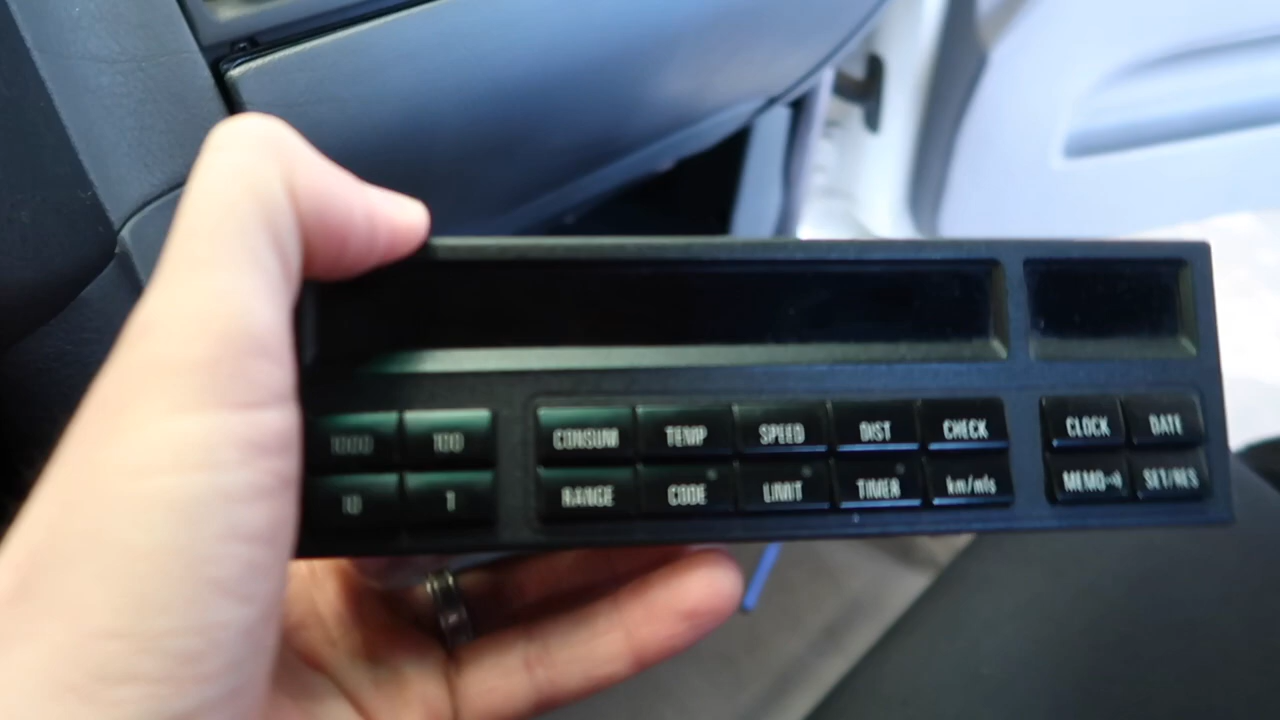 1000 100 CONSUM TEMP SPEED DIST CHECK CLOCK DATE
10 1 RANGE CODE LIMIT TIMER km/mls MEMO SET/RES